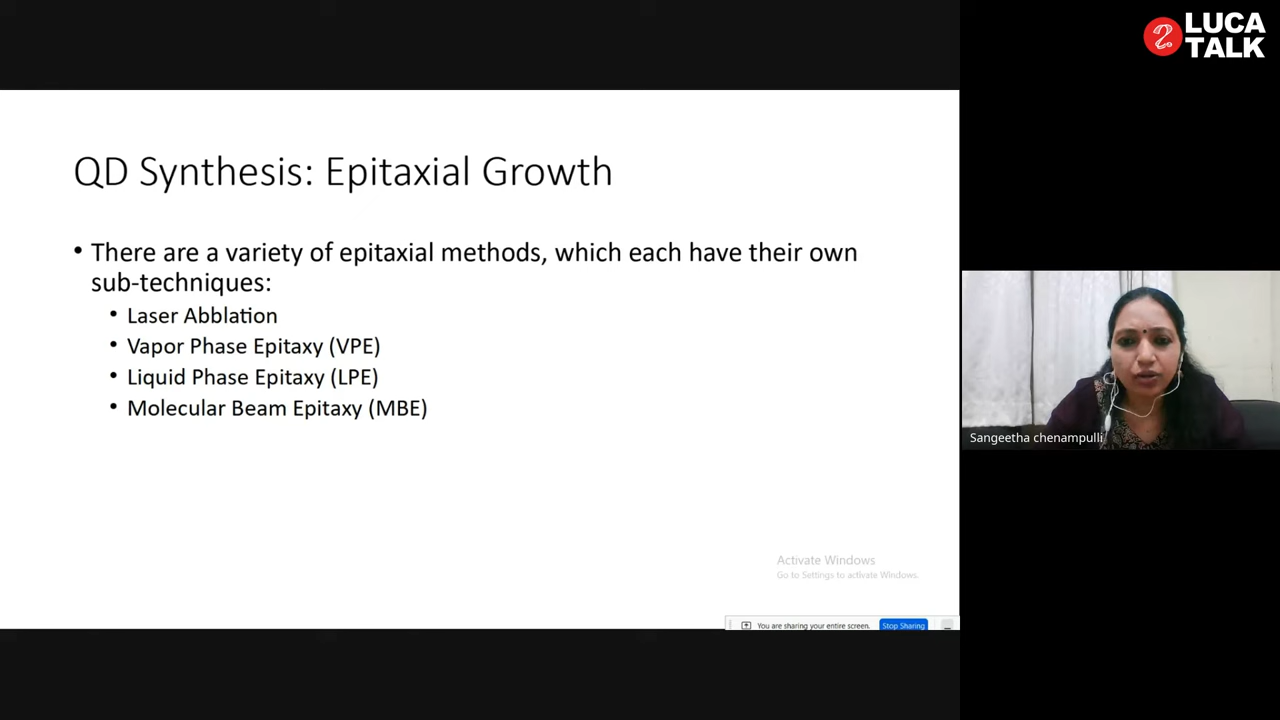 LUCA
TALK
QD Synthesis: Epitaxial Growth
• There are a variety of epitaxial methods, which each have their own
sub-techniques:
• Laser Abblation
• Vapor Phase Epitaxy (VPE)
• Liquid Phase Epitaxy (LPE)
• Molecular Beam Epitaxy (MBE)
Sangeetha chenampulli
Activate Windows
Go to Settings to activate Windows.
You are sharing your entire screen. Stop Sharing